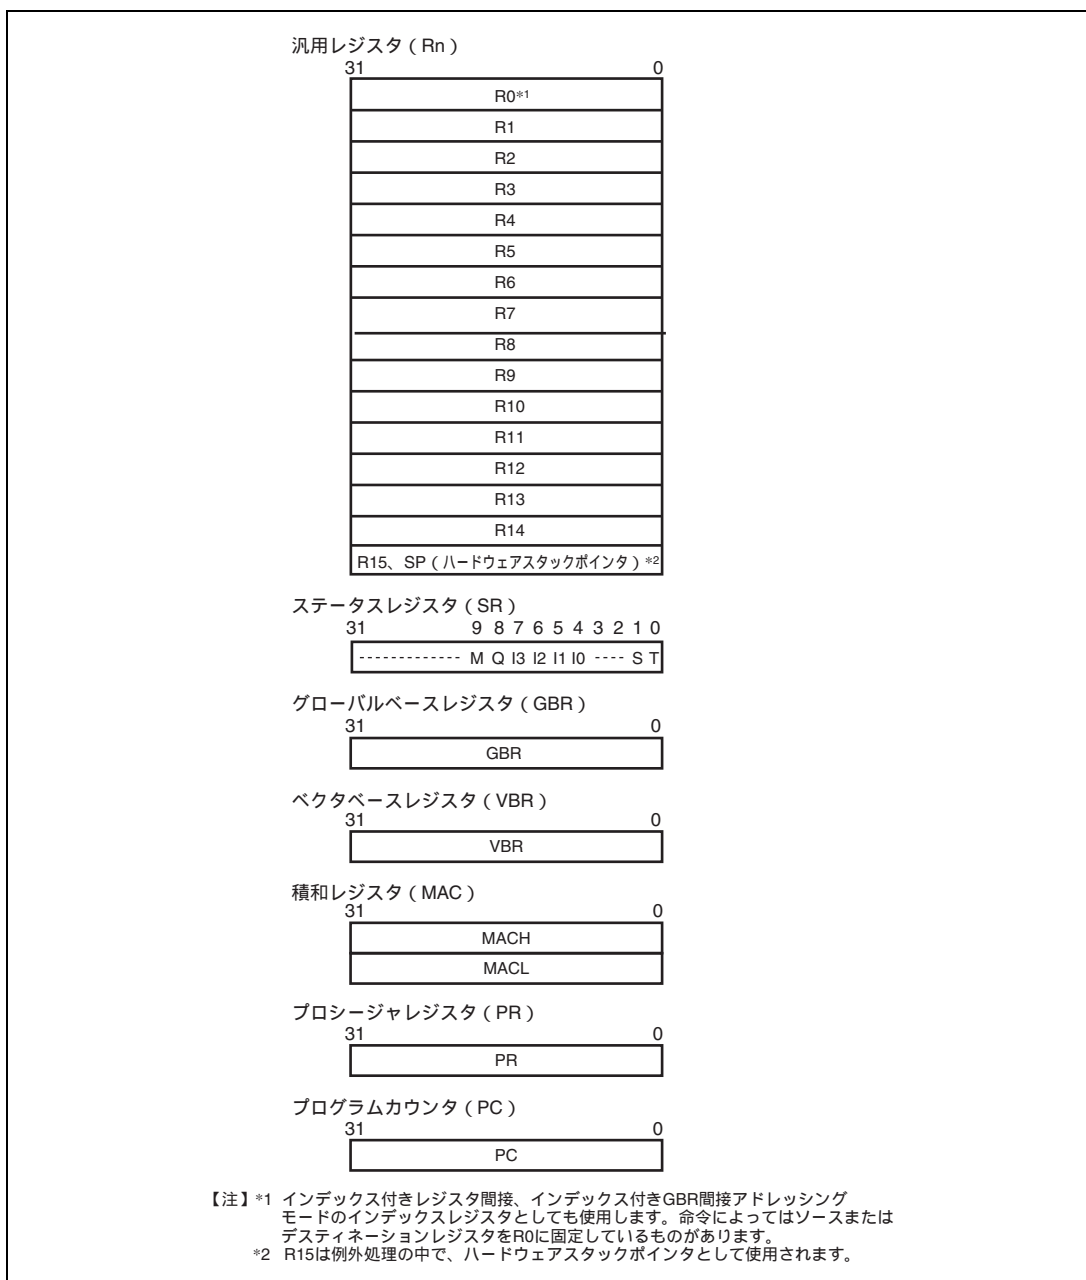 汎用レジスタ（Rn）
31 0
R0*1
R1
R2
R3
R4
R5
R6
R7
R8
R9
R10
R11
R12
R13
R14
R15、SP（ハードウェアスタックポインタ）*2
ステータスレジスタ（SR）
31 9 8 7 6 5 4 3 2 1 0
------------- M Q I3 I2 I1 I0 ---- S T
グローバルベースレジスタ（GBR）
31 0
GBR
ベクタベースレジスタ（VBR）
31 0
VBR
積和レジスタ（MAC）
31 0
MACH
MACL
プロシージャレジスタ（PR）
31 0
PR
プログラムカウンタ（PC）
31 0
PC
【注】*1 インデックス付きレジスタ間接、インデックス付きGBR間接アドレッシング
モードのインデックスレジスタとしても使用します。命令によってはソースまたは
デスティネーションレジスタをR0に固定しているものがあります。
*2 R15は例外処理の中で、ハードウェアスタックポインタとして使用されます。